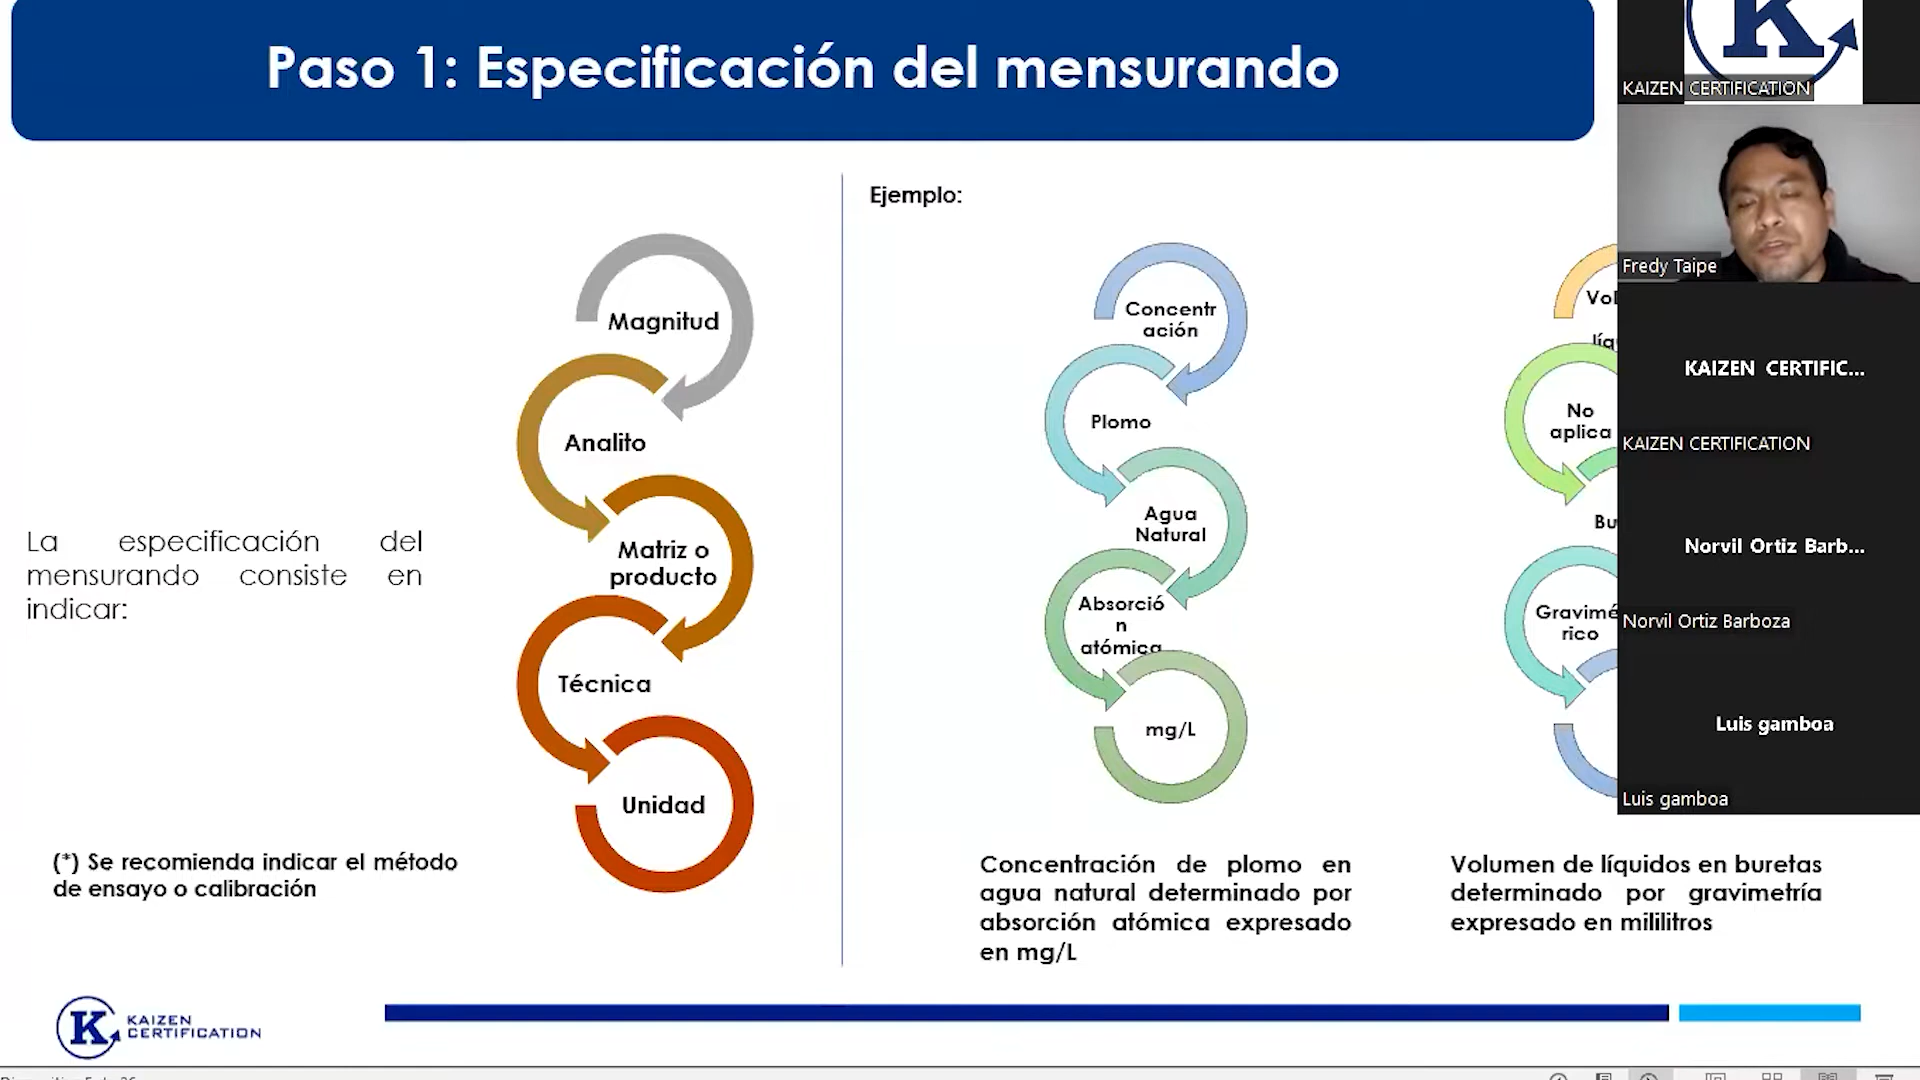 Paso 1: Especificación del mensurando
La especificación del
mensurando consiste en
indicar:
Magnitud
Analito
Matriz o
producto
Técnica
Unidad
(*) Se recomienda indicar el método
de ensayo o calibración
Ejemplo:
Concentr
ación
Plomo
Agua
Natural
Absorció
n
atómica
mg/L
Concentración de plomo en
agua natural determinado por
absorción atómica expresado
en mg/L
No
aplica
Gravimé
rico
Volumen de líquidos en buretas
determinado por gravimetría
expresado en mililitros
K
KAIZEN
CERTIFICATION
K
KAIZEN CERTIFICATION
Fredy Taipe
KAIZEN CERTIFIC...
KAIZEN CERTIFICATION
Norvil Ortiz Barb...
Norvil Ortiz Barboza
Luis gamboa
Luis gamboa